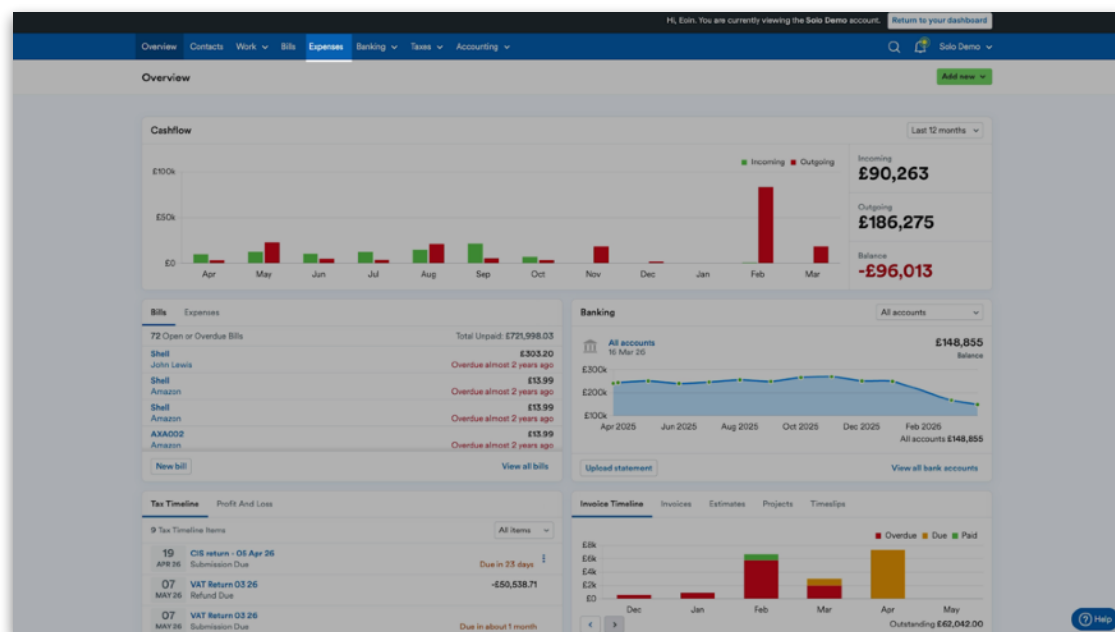 Hi, Eoin. You are currently viewing the Solo Demo account. Return to your dashboard
Overview Contacts Work Bills Expenses Banking Taxes Accounting Solo Demo
Overview
Add new
Cashflow
Last 12 months
Incoming Outgoing
£100k
£50k
£0
Apr May Jun Jul Aug Sep Oct Nov Dec Jan Feb Mar
Incoming
£90,263
Outgoing
£186,275
Balance
-£96,013
Bills Expenses
72 Open or Overdue Bills Total Unpaid: £721,998.03
Shell £303.20
John Lewis Overdue almost 2 years ago
Shell £13.99
Amazon Overdue almost 2 years ago
Shell £13.99
Amazon Overdue almost 2 years ago
AXA002 £13.99
Amazon Overdue almost 2 years ago
New bill View all bills
Banking
All accounts
All accounts £148,855
16 Mar 26 Balance
£300k
£200k
£100k
Apr 2025 Jun 2025 Aug 2025 Oct 2025 Dec 2025 Feb 2026
All accounts £148,855
Upload statement View all bank accounts
Tax Timeline Profit And Loss
9 Tax Timeline Items All items
19 CIS return - 05 Apr 26
APR 26 Submission Due Due in 23 days
07 VAT Return 03 26 -£50,538.71
MAY 26 Refund Due
07 VAT Return 03 26
MAY 26 Submission Due Due in about 1 month
Invoice Timeline Invoices Estimates Projects Timeslips
Overdue Due Paid
£8k
£6k
£4k
£2k
£0
Dec Jan Feb Mar Apr May
Outstanding £62,042.00
Help